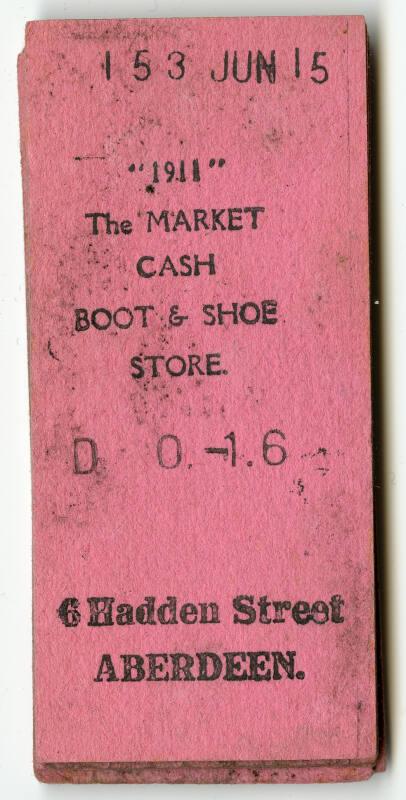 153 JUN 15
"1911"
The MARKET
CASH
BOOT & SHOE
STORE.
D 0.-1.6
6 Hadden Street
ABERDEEN.